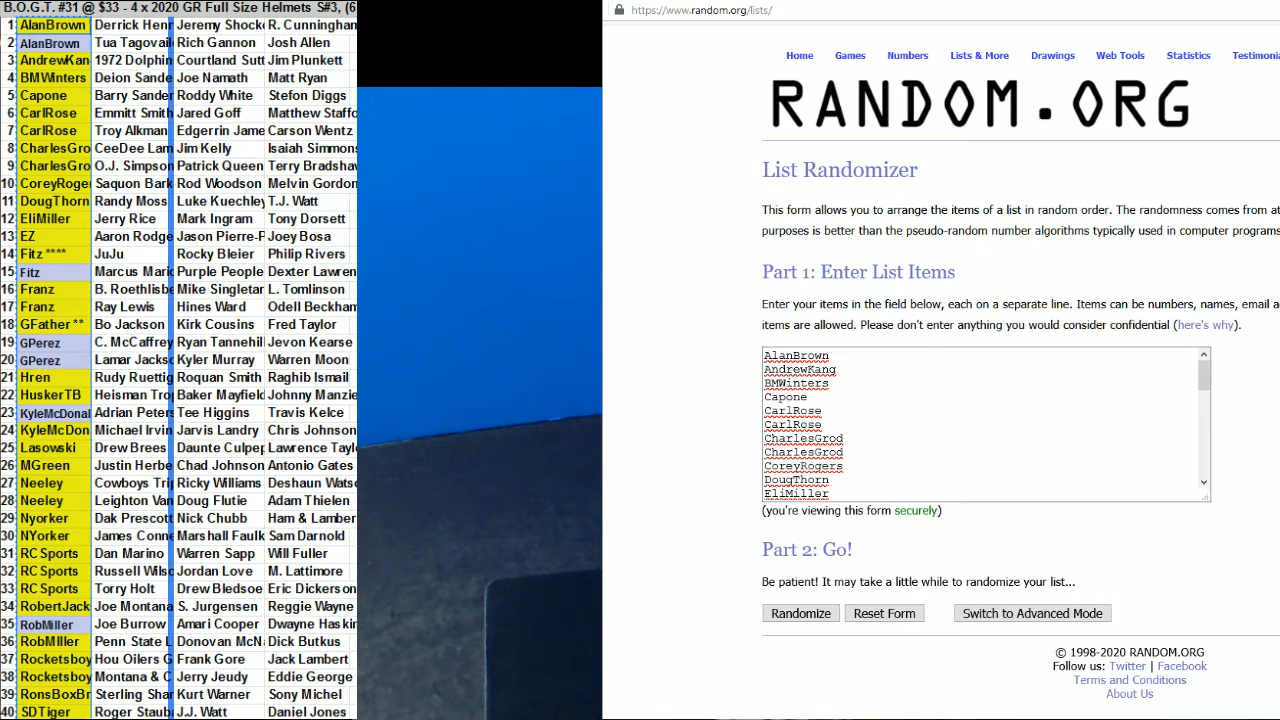 B.O.G.T. #31 @ $33 - 4 x 2020 GR Full Size Helmets S#3, (6
1 AlanBrown Derrick Henr Jeremy Shocke R. Cunningham
2 AlanBrown Tua Tagovail Rich Gannon Josh Allen
3 AndrewKan 1972 Dolphin Courtland Sutt Jim Plunkett
4 BMWinters Deion Sande Joe Namath Matt Ryan
5 Capone Barry Sander Roddy White Stefon Diggs
6 CarlRose Emmitt Smith Jared Goff Matthew Staffo
7 CarlRose Troy Alkman Edgerrin Jame Carson Wentz
8 CharlesGro CeeDee Lam Jim Kelly Isaiah Simmons
9 CharlesGro O.J. Simpson Patrick Queen Terry Bradshaw
10 CoreyRoge Saquon Bark Rod Woodson Melvin Gordon
11 DougThorn Randy Moss Luke Kuechley T.J. Watt
12 EliMiller Jerry Rice Mark Ingram Tony Dorsett
13 EZ Aaron Rodge Jason Pierre-P Joey Bosa
14 Fitz **** JuJu Rocky Bleier Philip Rivers
15 Fitz Marcus Mario Purple People Dexter Lawren
16 Franz B. Roethlisbe Mike Singletar L. Tomlinson
17 Franz Ray Lewis Hines Ward Odell Beckham
18 GFather ** Bo Jackson Kirk Cousins Fred Taylor
19 GPerez C. McCaffrey Ryan Tannehill Jevon Kearse
20 GPerez Lamar Jackso Kyler Murray Warren Moon
21 Hren Rudy Ruettig Roquan Smith Raghib Ismail
22 HuskerTB Heisman Tro Baker Mayfield Johnny Manzie
23 KyleMcDonal Adrian Peters Tee Higgins Travis Kelce
24 KyleMcDon Michael Irvin Jarvis Landry Chris Johnson
25 Lasowski Drew Brees Daunte Culpep Lawrence Taylo
26 MGreen Justin Herbe Chad Johnson Antonio Gates
27 Neeley Cowboys Trip Ricky Williams Deshaun Watso
28 Neeley Leighton Van Doug Flutie Adam Thielen
29 Nyorker Dak Prescott Nick Chubb Ham & Lamber
30 NYorker James Conne Marshall Faulk Sam Darnold
31 RC Sports Dan Marino Warren Sapp Will Fuller
32 RC Sports Russell Wilso Jordan Love M. Lattimore
33 RC Sports Torry Holt Drew Bledsoe Eric Dickerson
34 RobertJack Joe Montana S. Jurgensen Reggie Wayne
35 RobMiller Joe Burrow Amari Cooper Dwayne Haskin
36 RobMIller Penn State L Donovan McNa Dick Butkus
37 Rocketsboy Hou Oilers G Frank Gore Jack Lambert
38 Rocketsboy Montana & C Jerry Jeudy Eddie George
39 RonsBoxBr Sterling Shar Kurt Warner Sony Michel
40 SDTiger Roger Staub J.J. Watt Daniel Jones
https://www.random.org/lists/
Home Games Numbers Lists & More Drawings Web Tools Statistics Testimonia
RANDOM.ORG
List Randomizer
This form allows you to arrange the items of a list in random order. The randomness comes from at
purposes is better than the pseudo-random number algorithms typically used in computer programs
Part 1: Enter List Items
Enter your items in the field below, each on a separate line. Items can be numbers, names, email a
items are allowed. Please don't enter anything you would consider confidential (here's why).
AlanBrown
AndrewKang
BMWinters
Capone
CarlRose
CarlRose
CharlesGrod
CharlesGrod
CoreyRogers
DougThorn
EliMiller
(you're viewing this form securely)
Part 2: Go!
Be patient! It may take a little while to randomize your list...
Randomize Reset Form Switch to Advanced Mode
© 1998-2020 RANDOM.ORG
Follow us: Twitter | Facebook
Terms and Conditions
About Us